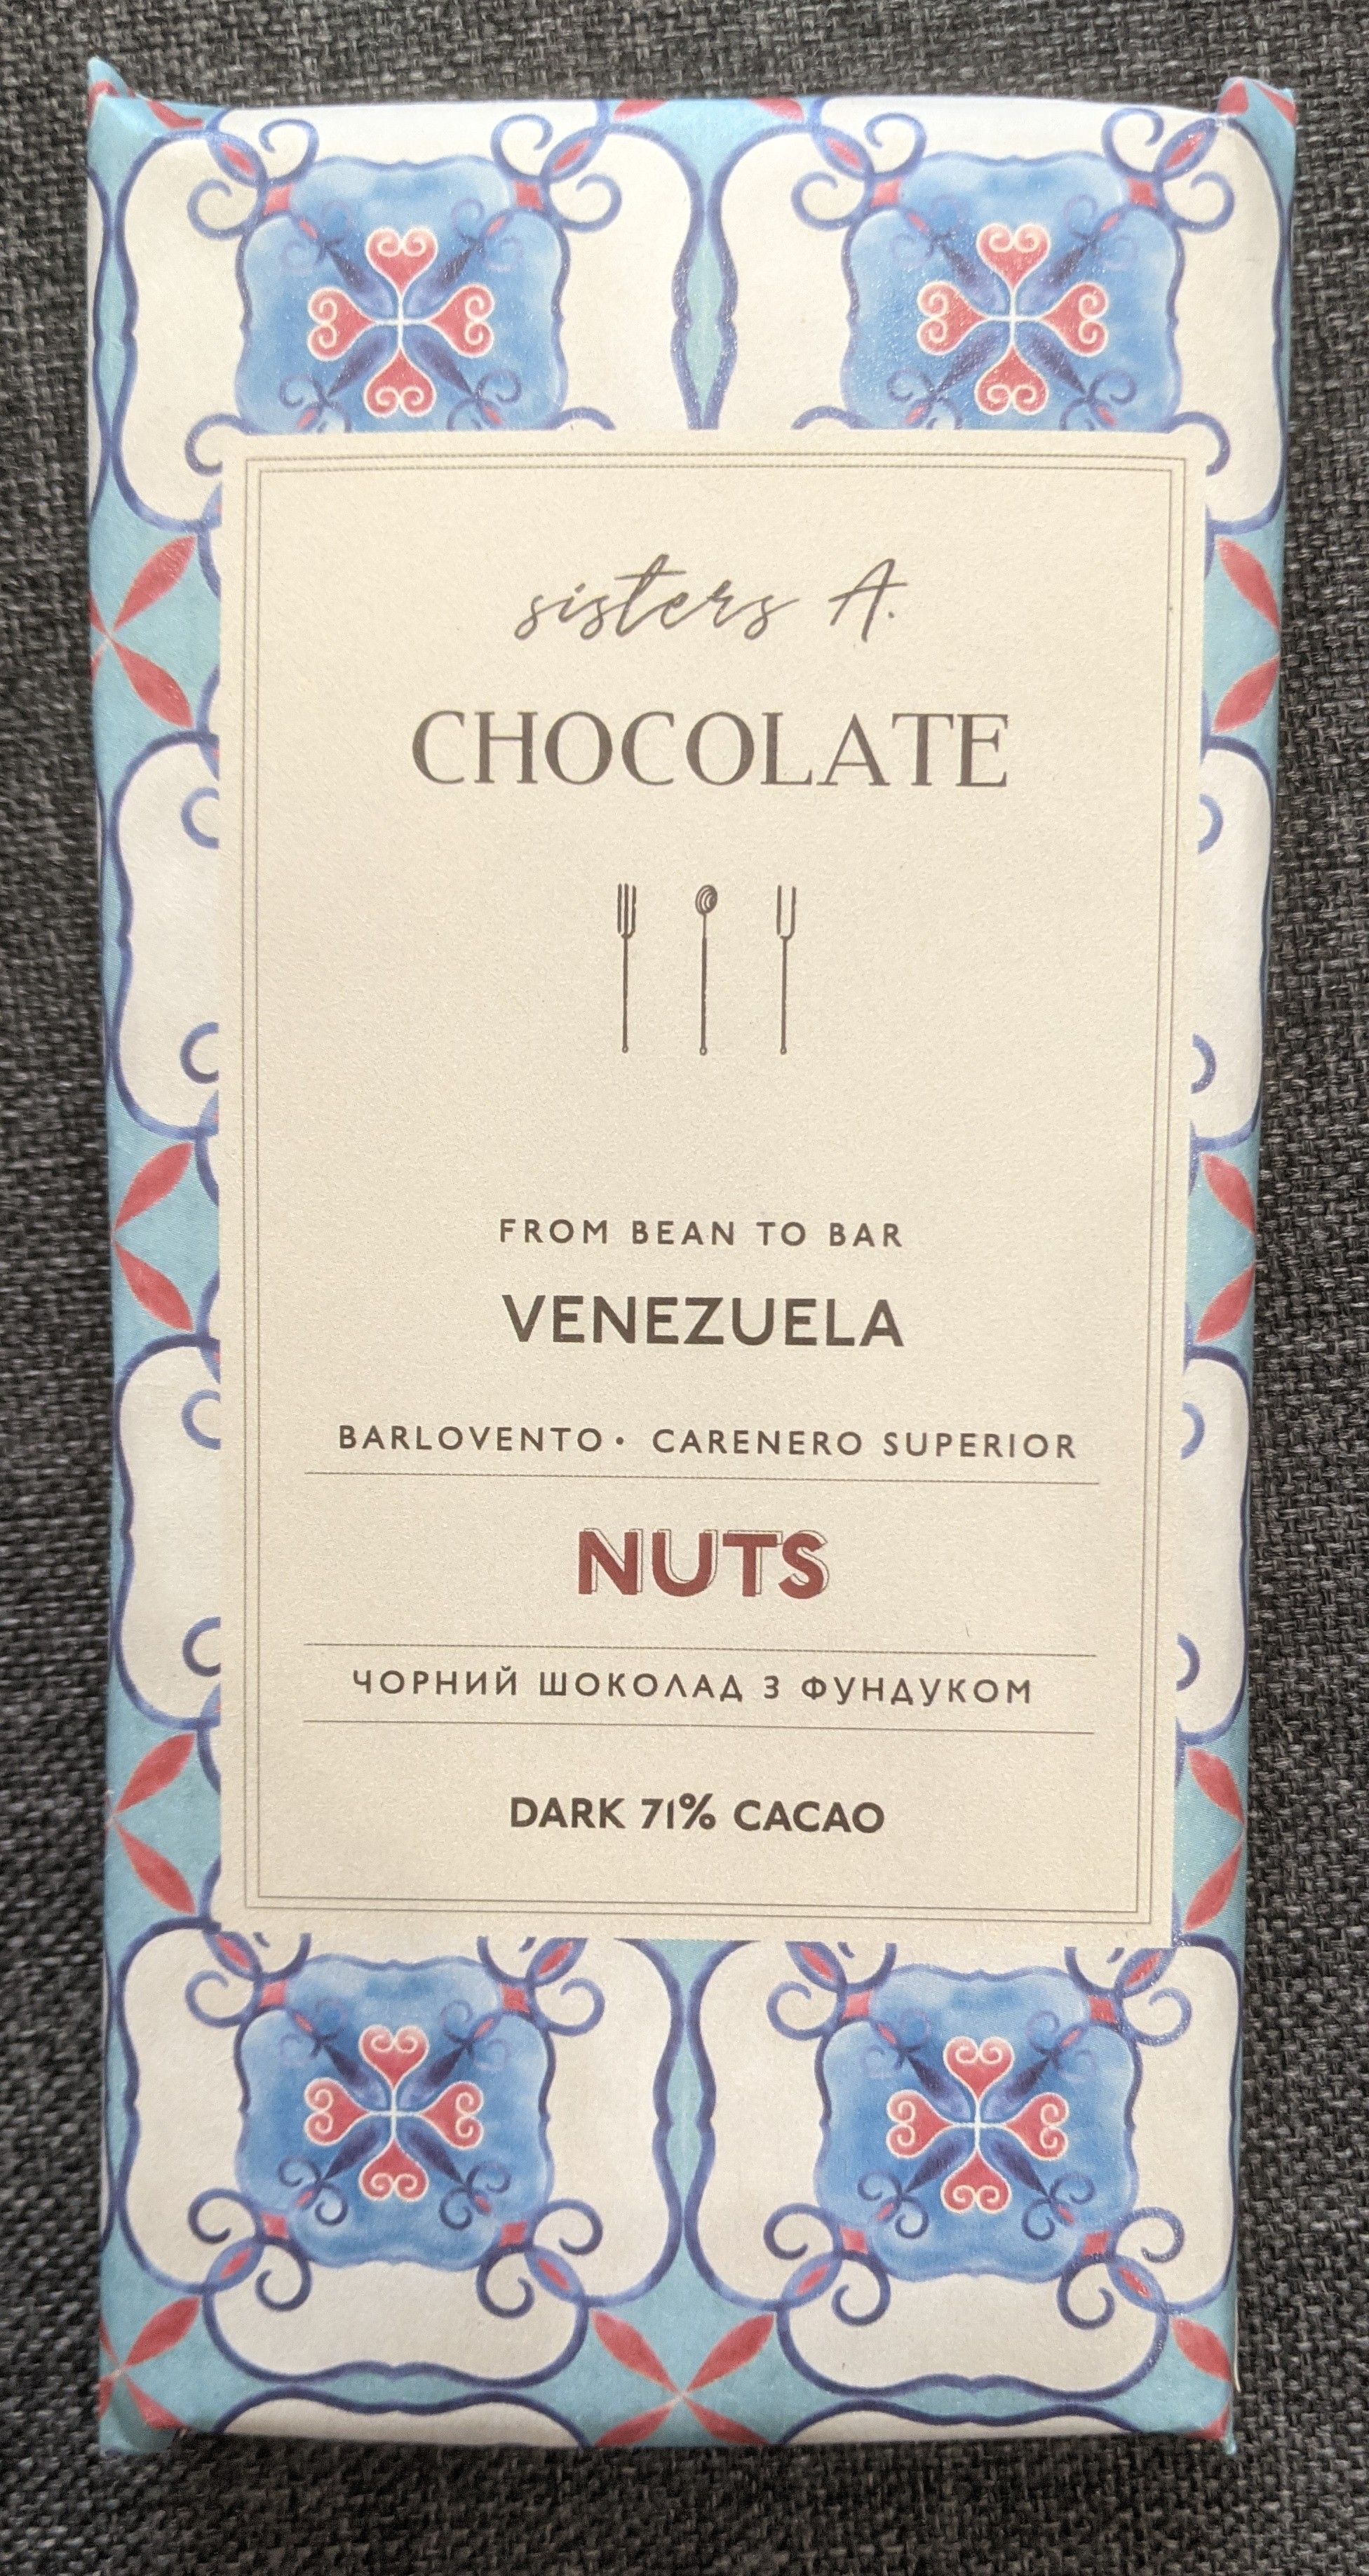 sisters A.
CHOCOLATE
FROM BEAN TO BAR
VENEZUELA
BARLOVENTO • CARENERO SUPERIOR
NUTS
ЧОРНИЙ ШОКОЛАД З ФУНДУКОМ
DARK 71% CACAO